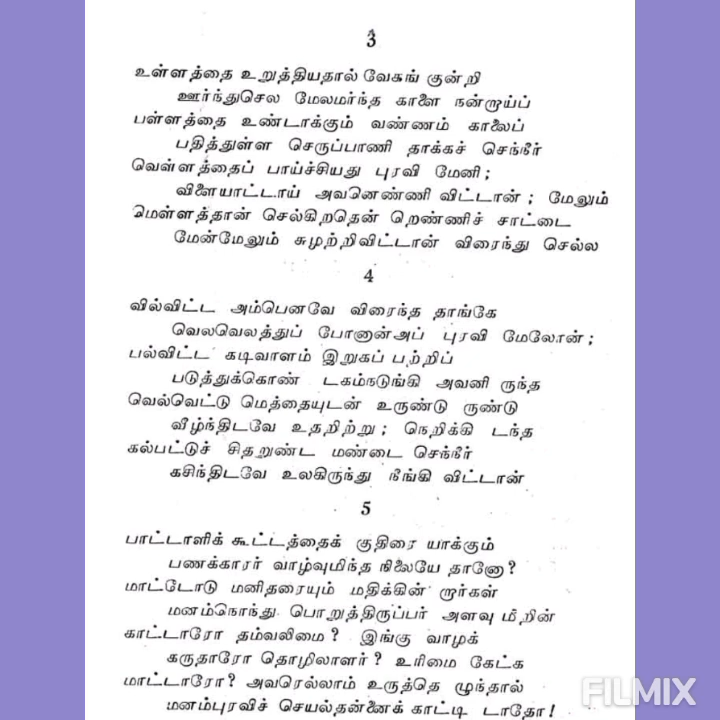 3
உள்ளத்தை உறுத்தியதால் வேகங் குன்றி
ஊர்ந்துசெல மேலமர்ந்த காளை நன்றாய்ப்
பள்ளத்தை உண்டாக்கும் வண்ணம் காலைப்
பதித்துள்ள செருப்பாணி தாக்கச் செந்நீர்
வெள்ளத்தைப் பாய்ச்சியது புரவி மேனி;
விளையாட்டாய் அவனெண்ணி விட்டான்; மேலும்
மெள்ளத்தான் செல்கிறதென் றெண்ணிச் சாட்டை
மேன்மேலும் சுழற்றிவிட்டான் விரைந்து செல்ல
4
வில்விட்ட அம்பெனவே விரைந்த தாங்கே
வெலவெலத்துப் போனான்அப் புரவி மேலோன்;
பல்விட்ட கடிவாளம் இறுகப் பற்றிப்
படுத்துக்கொண் டகம்நடுங்கி அவனி ருந்த
வெல்வெட்டு மெத்தையுடன் உருண்டு ருண்டு
வீழ்ந்திடவே உதறிற்று; நெறிக்கி டந்த
கல்பட்டுச் சிதறுண்ட மண்டை செந்நீர்
கசிந்திடவே உலகிருந்து நீங்கி விட்டான்
5
பாட்டாளிக் கூட்டத்தைக் குதிரை யாக்கும்
பணக்காரர் வாழ்வுமிந்த நிலையே தானோ?
மாட்டோடு மனிதரையும் மதிக்கின் றார்கள்
மனம்நொந்து பொறுத்திருப்பர் அளவு மீறின்
காட்டாரோ தம்வலிமை? இங்கு வாழக்
கருதாரோ தொழிலாளர்? உரிமை கேட்க
மாட்டாரோ? அவரெல்லாம் உருத்தெ ழுந்தால்
மனம்புரவிச் செயல்தன்னைக் காட்டி டாதோ!
FILMIX